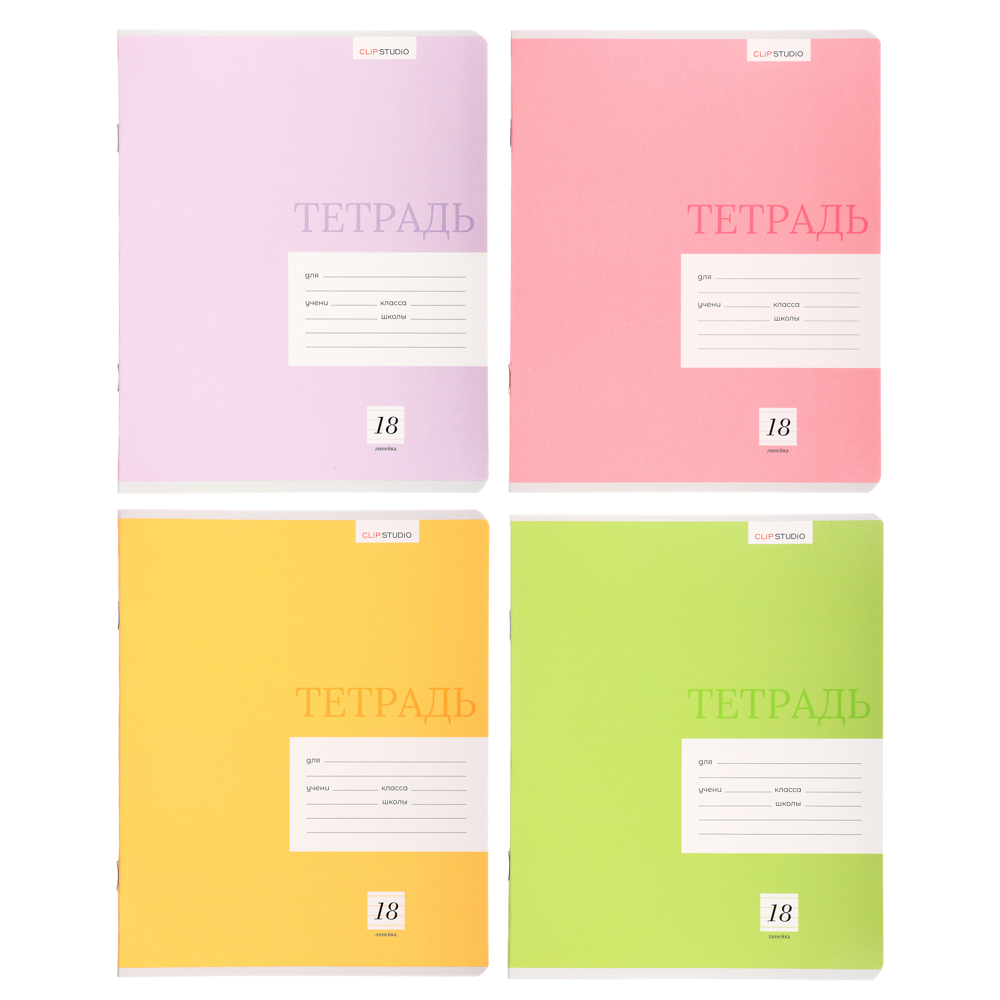 CLiPSTUDiO
ТЕТРАДЬ
для
учени класса
школы
18
линейка
CLiPSTUDiO
ТЕТРАДЬ
для
учени класса
школы
18
линейка
CLiPSTUDiO
ТЕТРАДЬ
для
учени класса
школы
18
линейка
CLiPSTUDiO
ТЕТРАДЬ
для
учени класса
школы
18
линейка